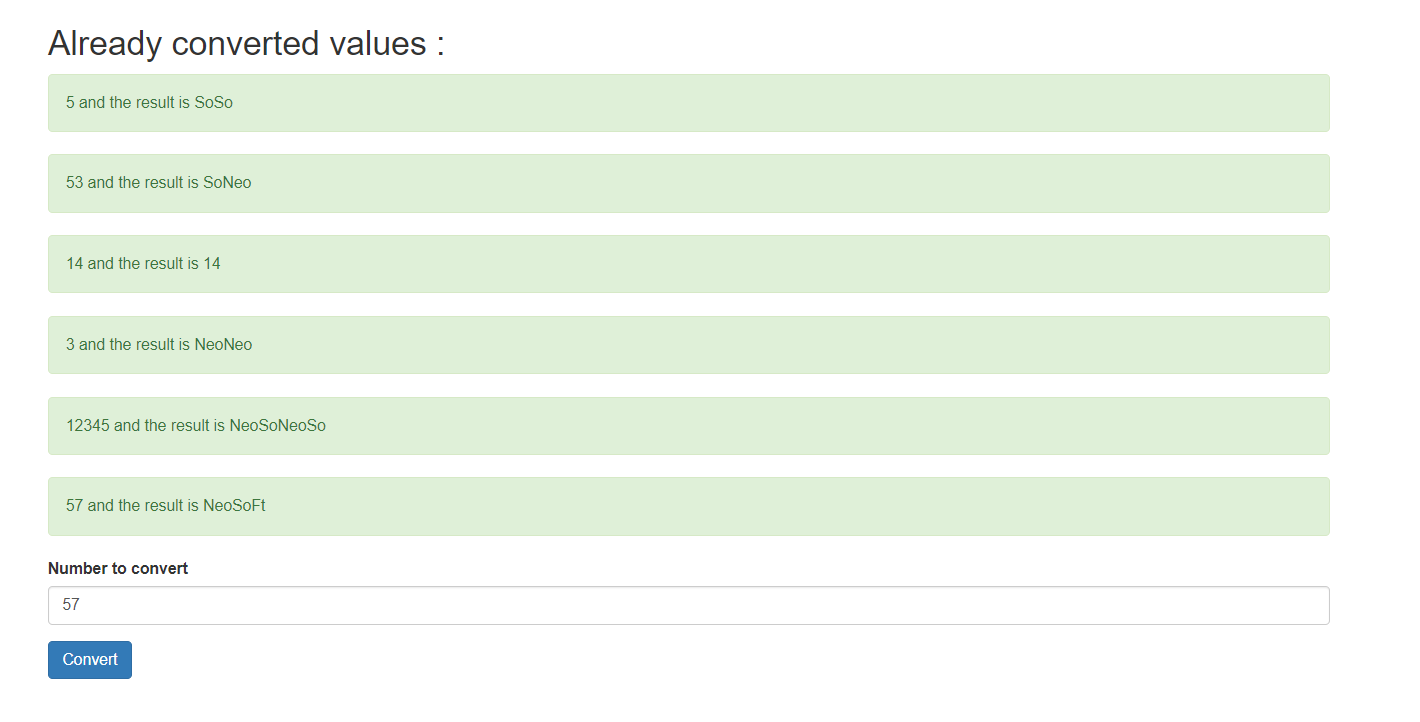 Already converted values :
5 and the result is SoSo
53 and the result is SoNeo
14 and the result is 14
3 and the result is NeoNeo
12345 and the result is NeoSoNeoSo
57 and the result is NeoSoFt
Number to convert
57
Convert